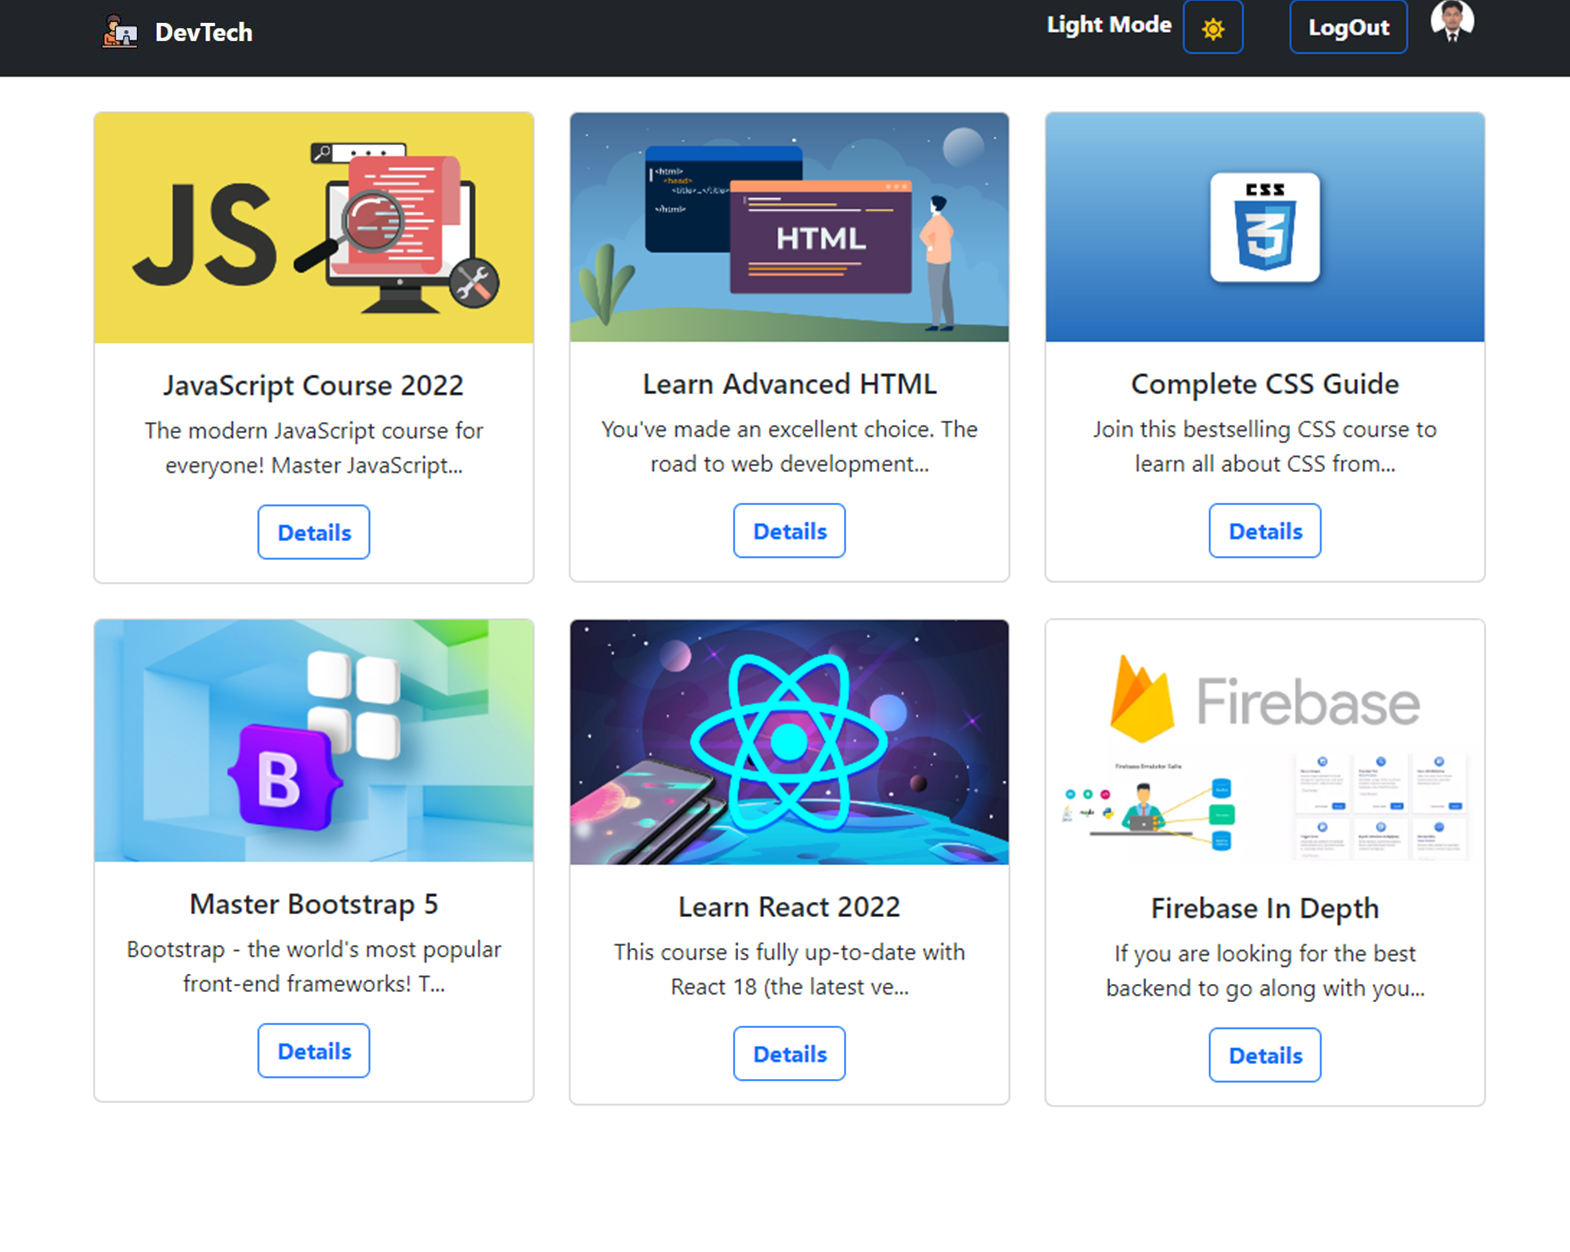 DevTech
Light Mode
LogOut
JS
<html>
<head>
<title>_</title>
</html>
HTML
CSS
3
JavaScript Course 2022
The modern JavaScript course for
everyone! Master JavaScript...
Details
Learn Advanced HTML
You've made an excellent choice. The
road to web development...
Details
Complete CSS Guide
Join this bestselling CSS course to
learn all about CSS from...
Details
B
Firebase
Firebase Emulator Suite
Master Bootstrap 5
Bootstrap - the world's most popular
front-end frameworks! T...
Details
Learn React 2022
This course is fully up-to-date with
React 18 (the latest ve...
Details
Firebase In Depth
If you are looking for the best
backend to go along with you...
Details